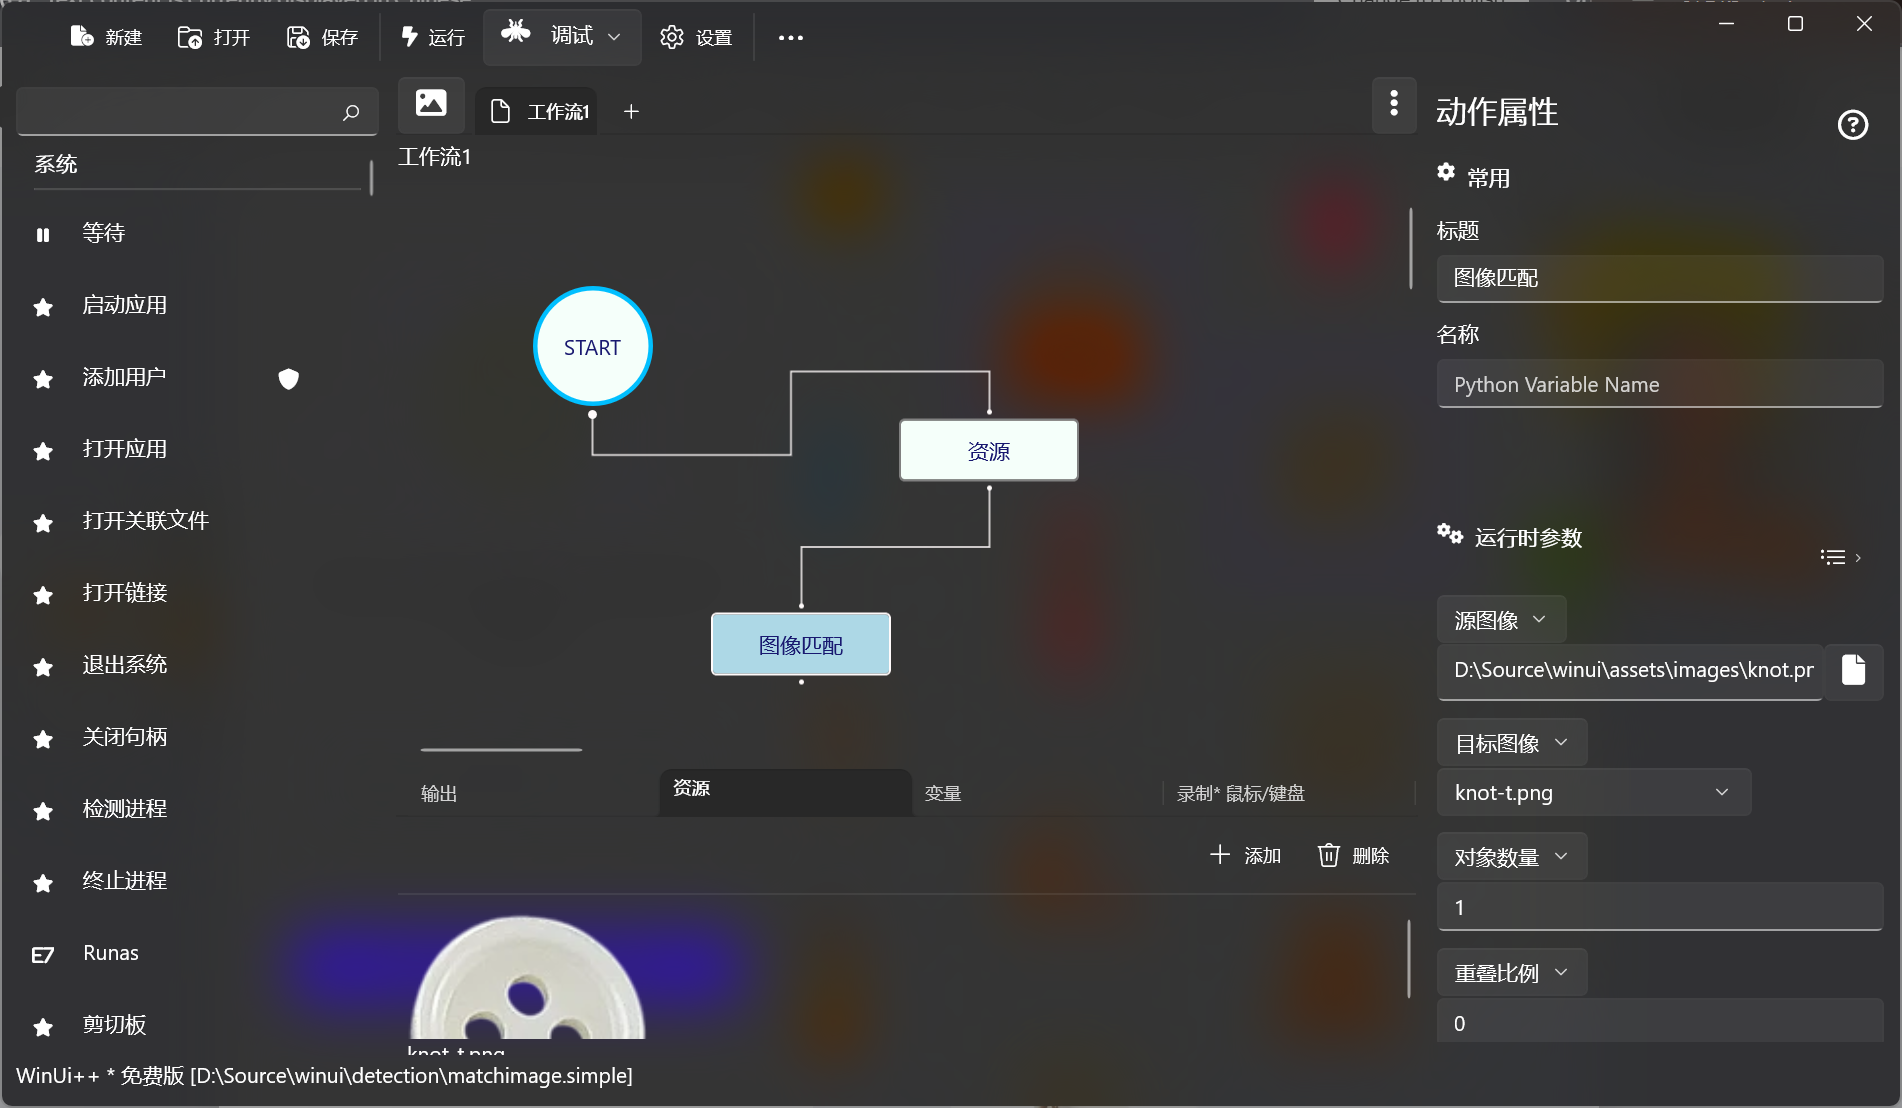 新建 打开 保存 运行 调试 设置
工作流1
系统
等待
启动应用
添加用户
打开应用
打开关联文件
打开链接
退出系统
关闭句柄
检测进程
终止进程
Runas
剪切板
工作流1
START
资源
图像匹配
输出 资源 变量 录制* 鼠标/键盘
添加 删除
knot-t.png
动作属性
常用
标题
图像匹配
名称
Python Variable Name
运行时参数
源图像
D:\Source\winui\assets\images\knot.pr
目标图像
knot-t.png
对象数量
1
重叠比例
0
WinUi++ * 免费版 [D:\Source\winui\detection\matchimage.simple]